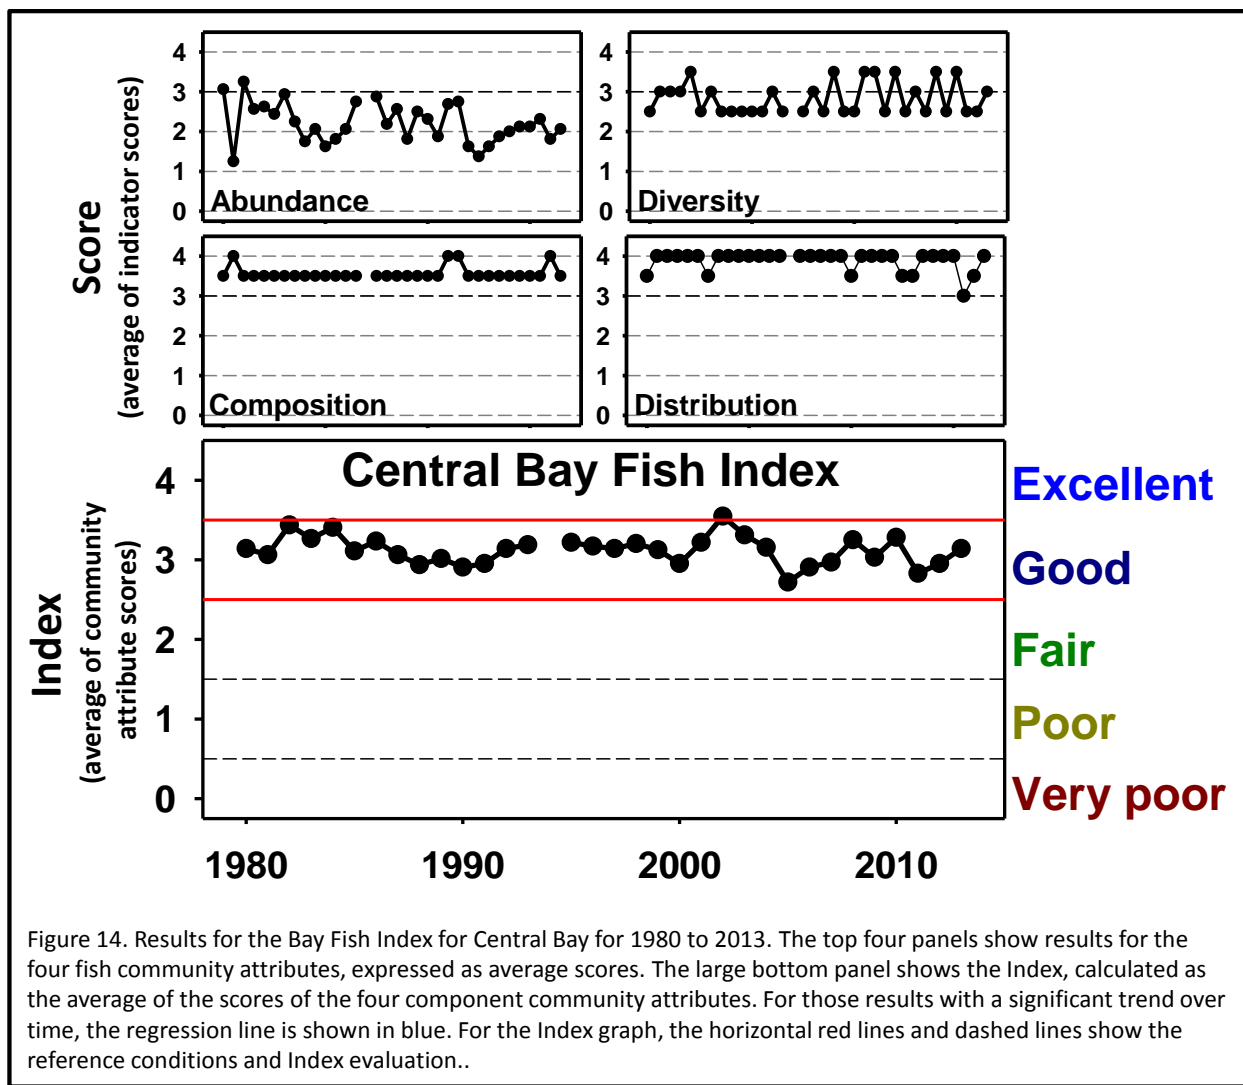 Score
(average of indicator scores)
4
3
2
1
0
Abundance
4
3
2
1
0
Diversity
4
3
2
1
0
Composition
4
3
2
1
0
Distribution
Index
(average of community
attribute scores)
Central Bay Fish Index
4
3
2
1
0
1980 1990 2000 2010
Excellent
Good
Fair
Poor
Very poor
Figure 14. Results for the Bay Fish Index for Central Bay for 1980 to 2013. The top four panels show results for the
four fish community attributes, expressed as average scores. The large bottom panel shows the Index, calculated as
the average of the scores of the four component community attributes. For those results with a significant trend over
time, the regression line is shown in blue. For the Index graph, the horizontal red lines and dashed lines show the
reference conditions and Index evaluation..